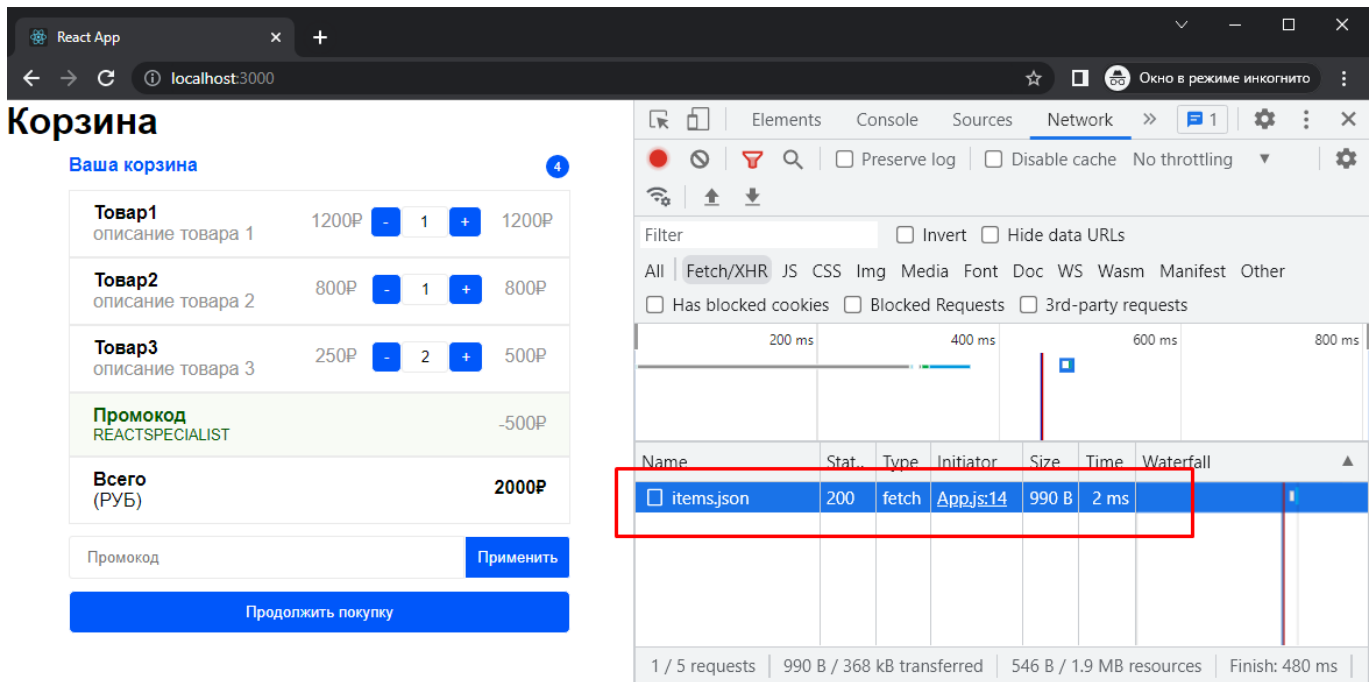 React App
localhost:3000
Окно в режиме инкогнито
Корзина
Ваша корзина 4
Товар1
описание товара 1
1200₽ - 1 + 1200₽
Товар2
описание товара 2
800₽ - 1 + 800₽
Товар3
описание товара 3
250₽ - 2 + 500₽
Промокод
REACTSPECIALIST
-500₽
Всего
(РУБ)
2000₽
Промокод Применить
Продолжить покупку
Elements Console Sources Network 1
Preserve log Disable cache No throttling
Filter Invert Hide data URLs
All Fetch/XHR JS CSS Img Media Font Doc WS Wasm Manifest Other
Has blocked cookies Blocked Requests 3rd-party requests
200 ms 400 ms 600 ms 800 ms
Name Stat.. Type Initiator Size Time Waterfall
items.json 200 fetch App.js:14 990 B 2 ms
1 / 5 requests 990 B / 368 kB transferred 546 B / 1.9 MB resources Finish: 480 ms